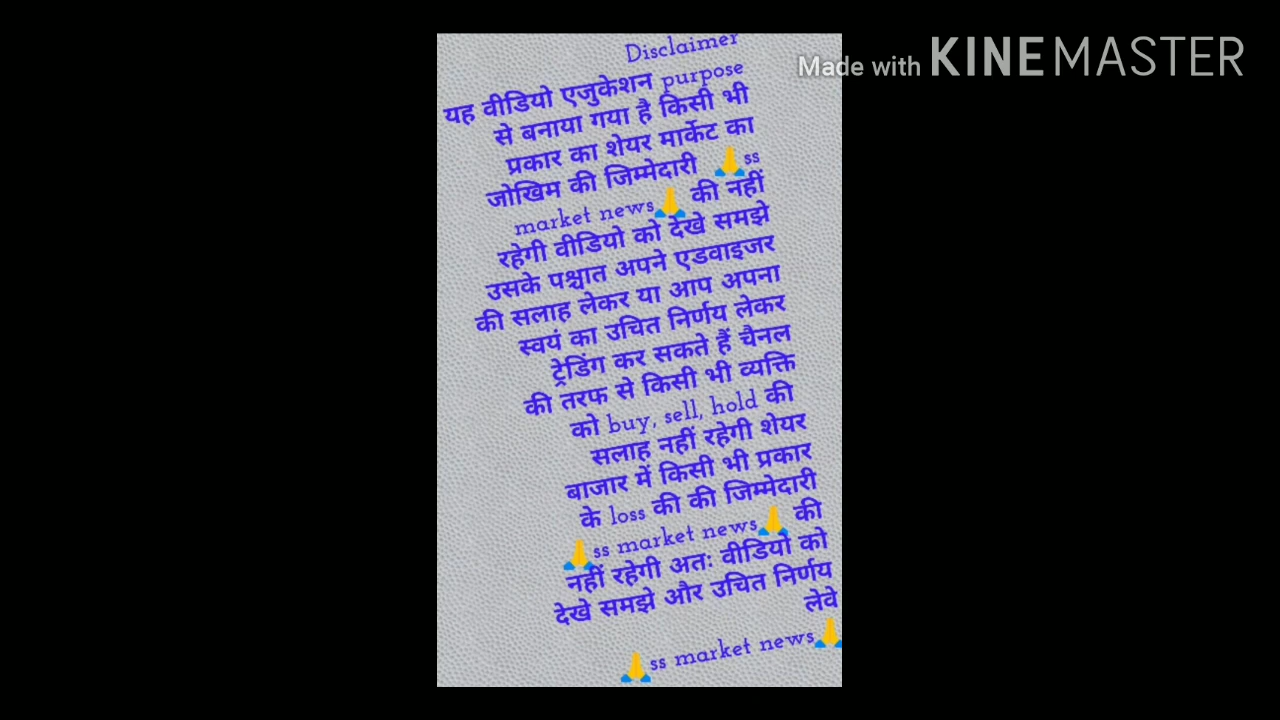 Disclaimer
Made with KINEMASTER
यह वीडियो एजुकेशन purpose
से बनाया गया है किसी भी
प्रकार का शेयर मार्केट का
जोखिम की जिम्मेदारी 🙏ss
market news🙏 की नहीं
रहेगी वीडियो को देखे समझे
उसके पश्चात अपने एडवाइजर
की सलाह लेकर या आप अपना
स्वयं का उचित निर्णय लेकर
ट्रेडिंग कर सकते हैं चैनल
की तरफ से किसी भी व्यक्ति
को buy, sell, hold की
सलाह नहीं रहेगी शेयर
बाजार में किसी भी प्रकार
के loss की की जिम्मेदारी
🙏ss market news🙏 की
नहीं रहेगी अतः वीडियो को
देखे समझे और उचित निर्णय
लेवे
🙏ss market news🙏